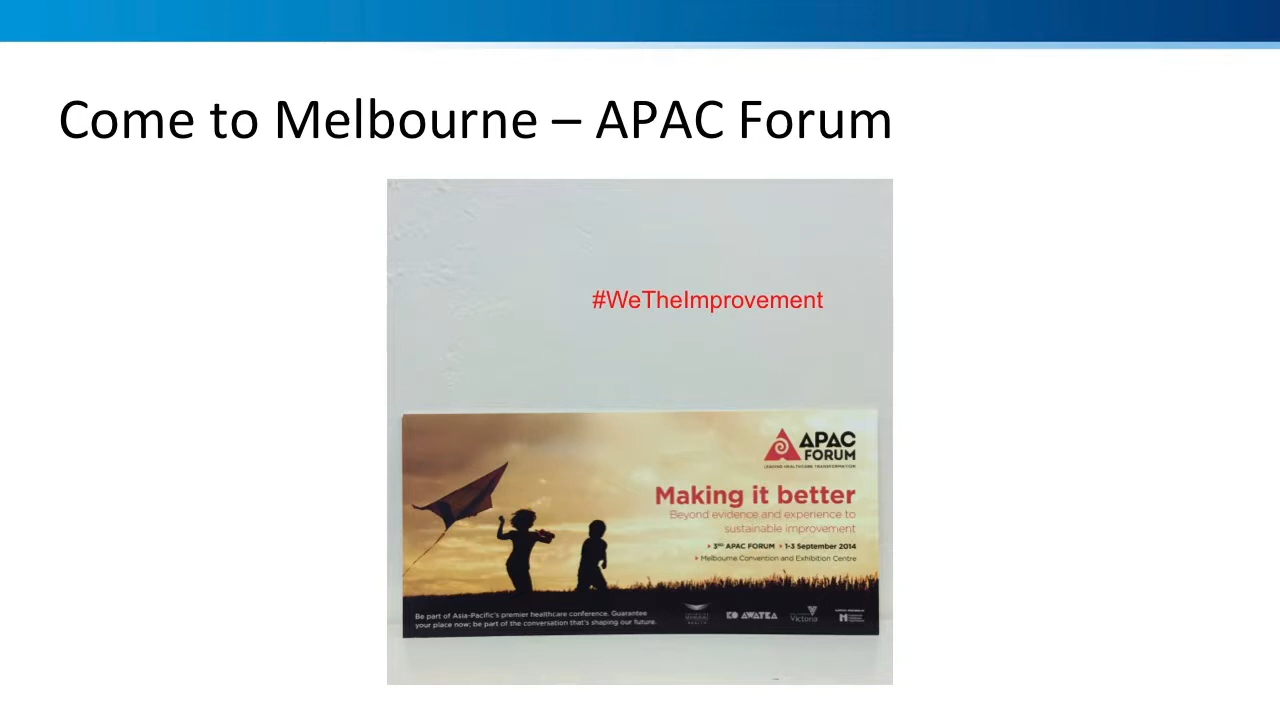 Come to Melbourne – APAC Forum
#WeTheImprovement
APAC
FORUM
LEADING HEALTHCARE TRANSFORMATION
Making it better
Beyond evidence and experience to
sustainable improvement
3RD APAC FORUM 1-3 September 2014
Melbourne Convention and Exhibition Centre
Be part of Asia-Pacific's premier healthcare conference. Guarantee
your place now; be part of the conversation that's shaping our future.
KO AWATEA
Victoria